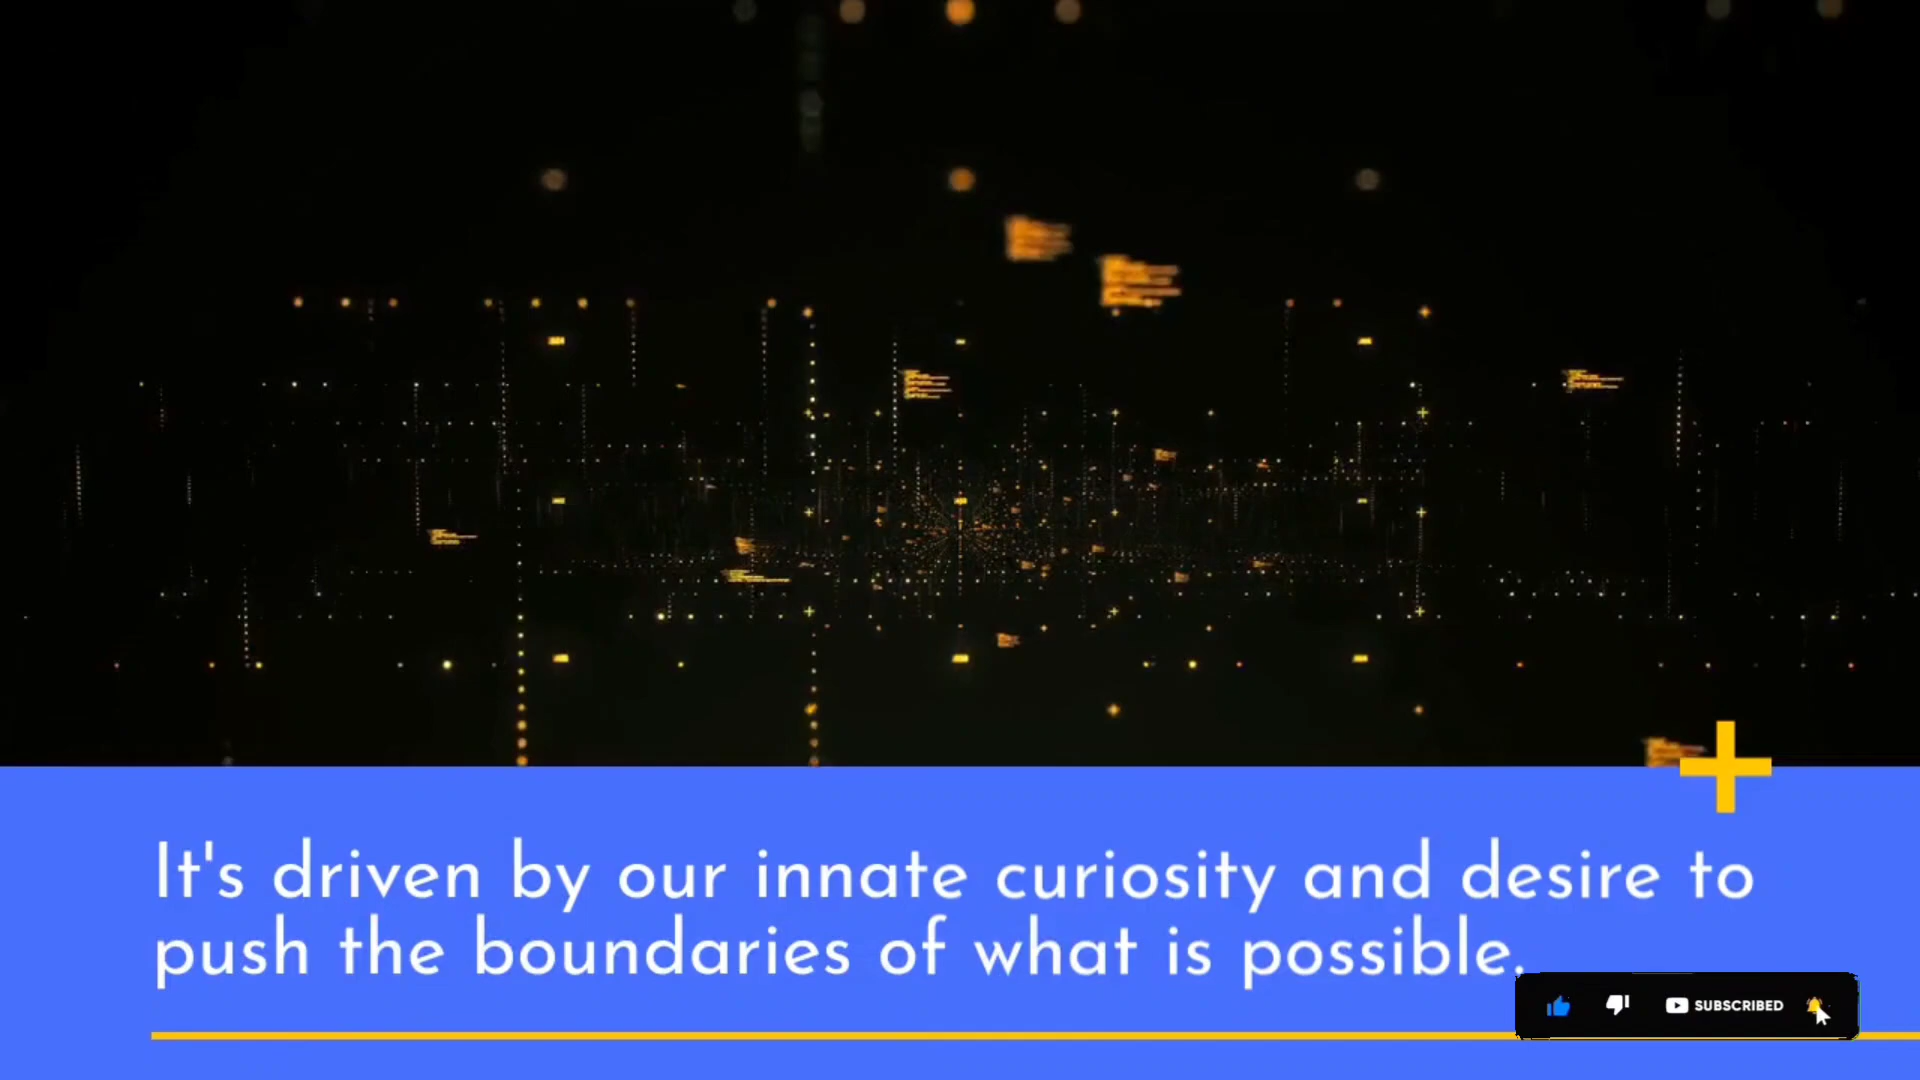 It's driven by our innate curiosity and desire to
push the boundaries of what is possible.
SUBSCRIBED